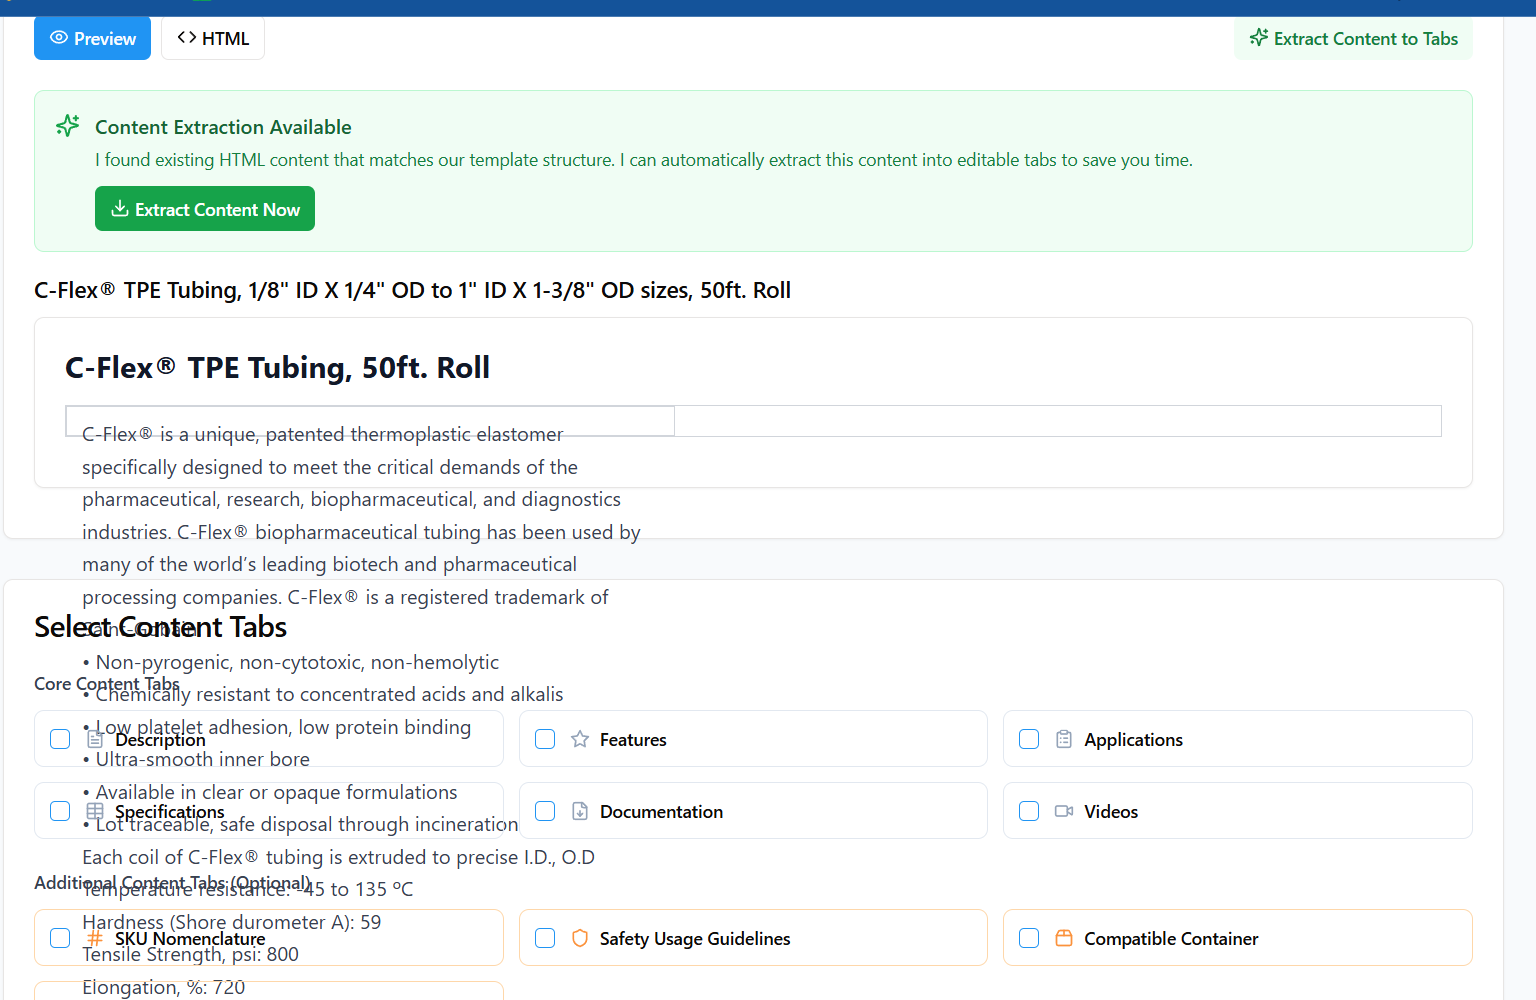 Preview
HTML
Extract Content to Tabs
Content Extraction Available
I found existing HTML content that matches our template structure. I can automatically extract this content into editable tabs to save you time.
Extract Content Now
C-Flex® TPE Tubing, 1/8" ID X 1/4" OD to 1" ID X 1-3/8" OD sizes, 50ft. Roll
C-Flex® TPE Tubing, 50ft. Roll
C-Flex® is a unique, patented thermoplastic elastomer
specifically designed to meet the critical demands of the
pharmaceutical, research, biopharmaceutical, and diagnostics
industries. C-Flex® biopharmaceutical tubing has been used by
many of the world’s leading biotech and pharmaceutical
processing companies. C-Flex® is a registered trademark of
Saint-Gobain
Select Content Tabs
• Non-pyrogenic, non-cytotoxic, non-hemolytic
Core Content Tabs
• Chemically resistant to concentrated acids and alkalis
• Low platelet adhesion, low protein binding
Description
Features
Applications
• Ultra-smooth inner bore
• Available in clear or opaque formulations
Specifications
Documentation
Videos
• Lot traceable, safe disposal through incineration
Each coil of C-Flex® tubing is extruded to precise I.D., O.D
Additional Content Tabs (Optional)
Temperature resistance: -45 to 135 ºC
Hardness (Shore durometer A): 59
SKU Nomenclature
Safety Usage Guidelines
Compatible Container
Tensile Strength, psi: 800
Elongation, %: 720